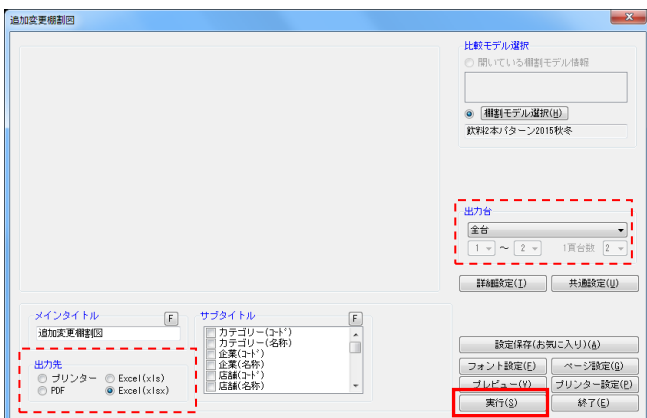 追加変更棚割図
比較モデル選択
開いている棚割モデル情報
棚割モデル選択(H)
飲料2本パターン2015秋冬
出力台
全台
1 ～ 2 1頁台数 2
詳細設定(T) 共通設定(U)
メインタイトル F
追加変更棚割図
サブタイトル F
カテゴリー(ｺｰﾄﾞ)
カテゴリー(名称)
企業(ｺｰﾄﾞ)
企業(名称)
店舗(ｺｰﾄﾞ)
店舗(名称)
出力先
プリンター Excel(xls)
PDF Excel(xlsx)
設定保存(お気に入り)(A)
フォント設定(F) ページ設定(G)
プレビュー(V) プリンター設定(P)
実行(S) 終了(E)